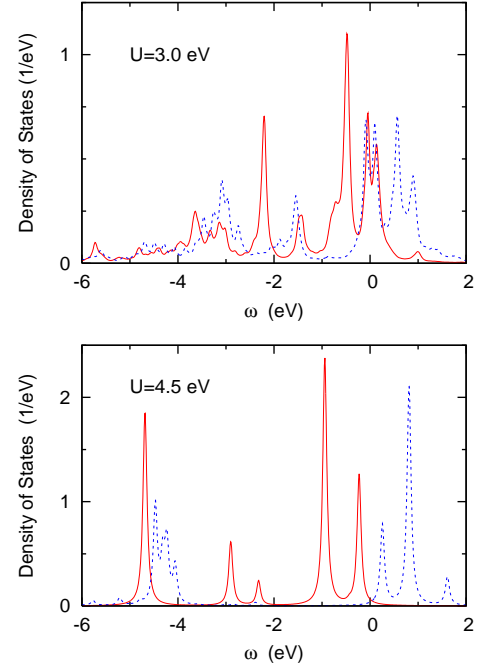 1
U=3.0 eV
Density of States (1/eV)
0
-6 -4 -2 0 2
ω (eV)
2
U=4.5 eV
Density of States (1/eV)
1
0
-6 -4 -2 0 2
ω (eV)